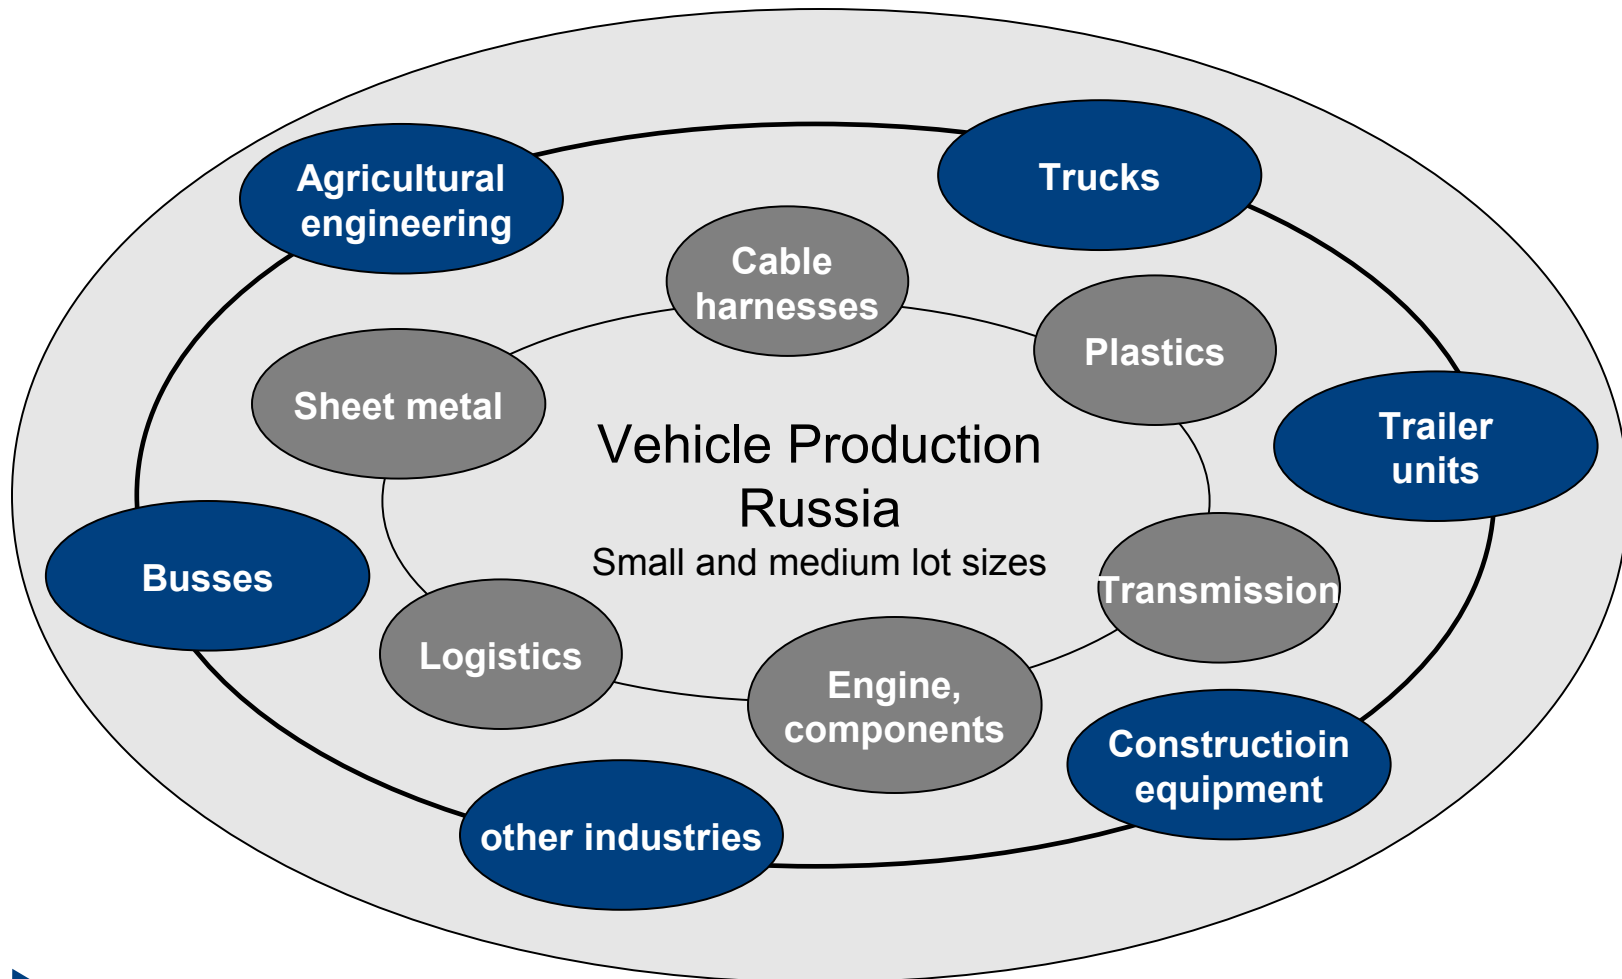 Agricultural
engineering
Trucks
Cable
harnesses
Plastics
Sheet metal
Trailer
units
Vehicle Production
Russia
Small and medium lot sizes
Busses
Transmission
Logistics
Engine,
components
Constructioin
equipment
other industries